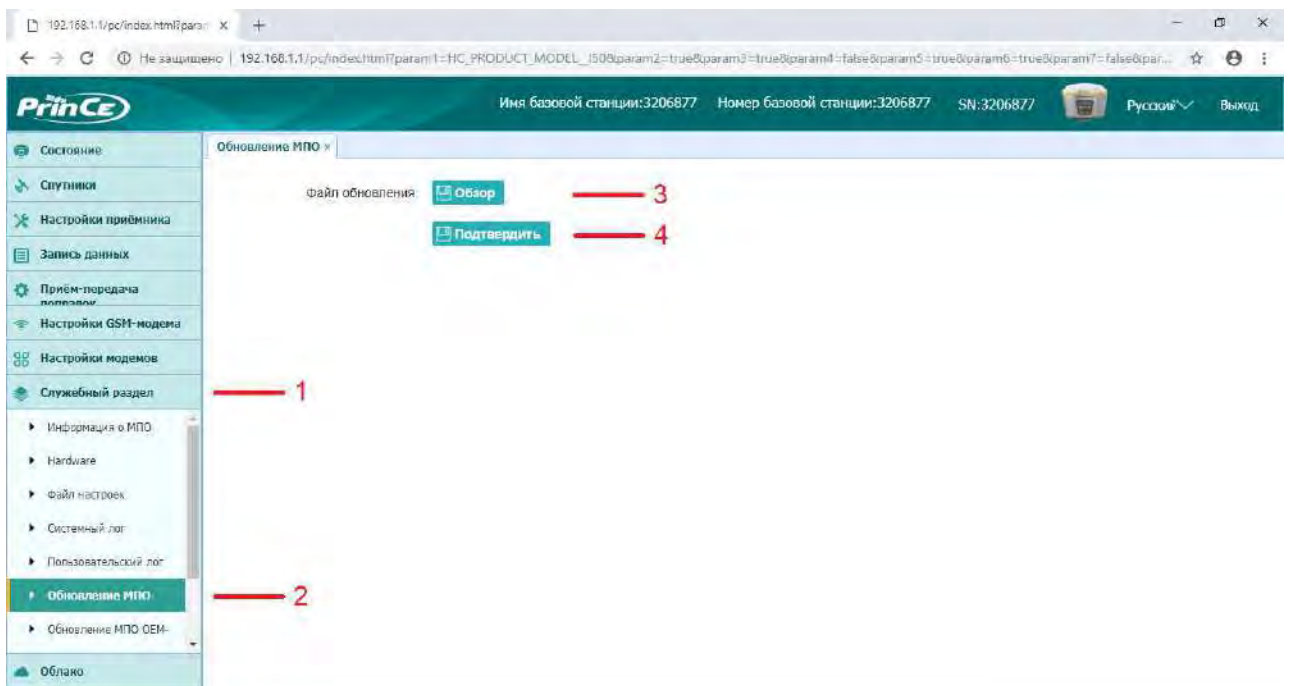 192.168.1.1/pc/index.html?para
Не защищено | 192.168.1.1/pc/index.html?param1=HC_PRODUCT_MODEL__I50&param2=true&param3=true&param4=false&param5=true&param6=true&param7=false&par...
PrinCE
Имя базовой станции:3206877 Номер базовой станции:3206877 SN:3206877 Русский Выход
Состояние
Обновление МПО ×
Спутники
Файл обновления Обзор 3
Настройки приёмника
Подтвердить 4
Запись данных
Приём-передача
поправок
Настройки GSM-модема
Настройки модемов
Служебный раздел 1
Информация о МПО
Hardware
Файл настроек
Системный лог
Пользовательский лог
Обновление МПО 2
Обновление МПО OEM-
Облако